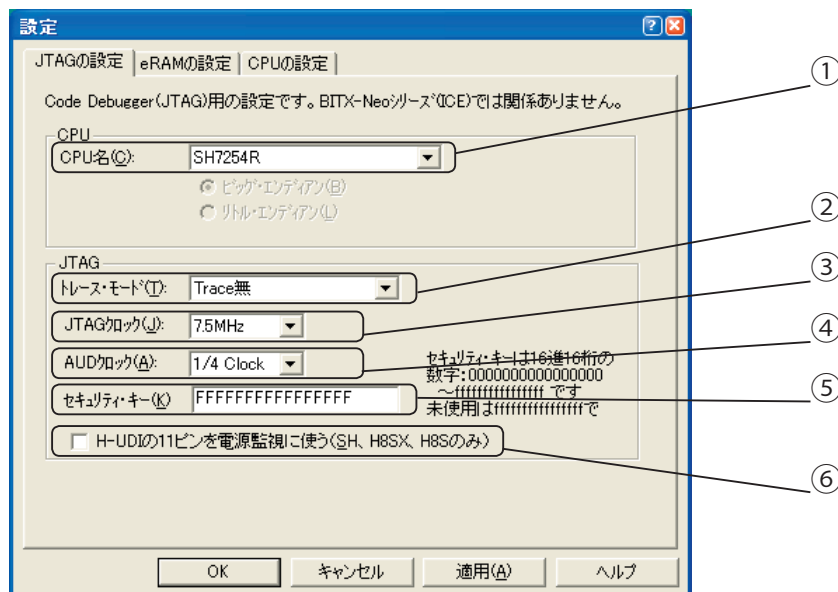 設定
JTAGの設定 eRAMの設定 CPUの設定
Code Debugger(JTAG)用の設定です。BITX-Neoシリーズ(ICE)では関係ありません。
①
CPU
CPU名(C): SH7254R
ビッグ・エンディアン(B)
リトル・エンディアン(L)
②
JTAG
トレース・モード(T): Trace無
③
JTAGクロック(J): 7.5MHz
④
AUDクロック(A): 1/4 Clock
セキュリティ・キーは16進16桁の
数字:0000000000000000
~ffffffffffffffff です
未使用はffffffffffffffffで
⑤
セキュリティ・キー(K) FFFFFFFFFFFFFFFF
H-UDIの11ピンを電源監視に使う(SH、H8SX、H8Sのみ)
⑥
OK キャンセル 適用(A) ヘルプ